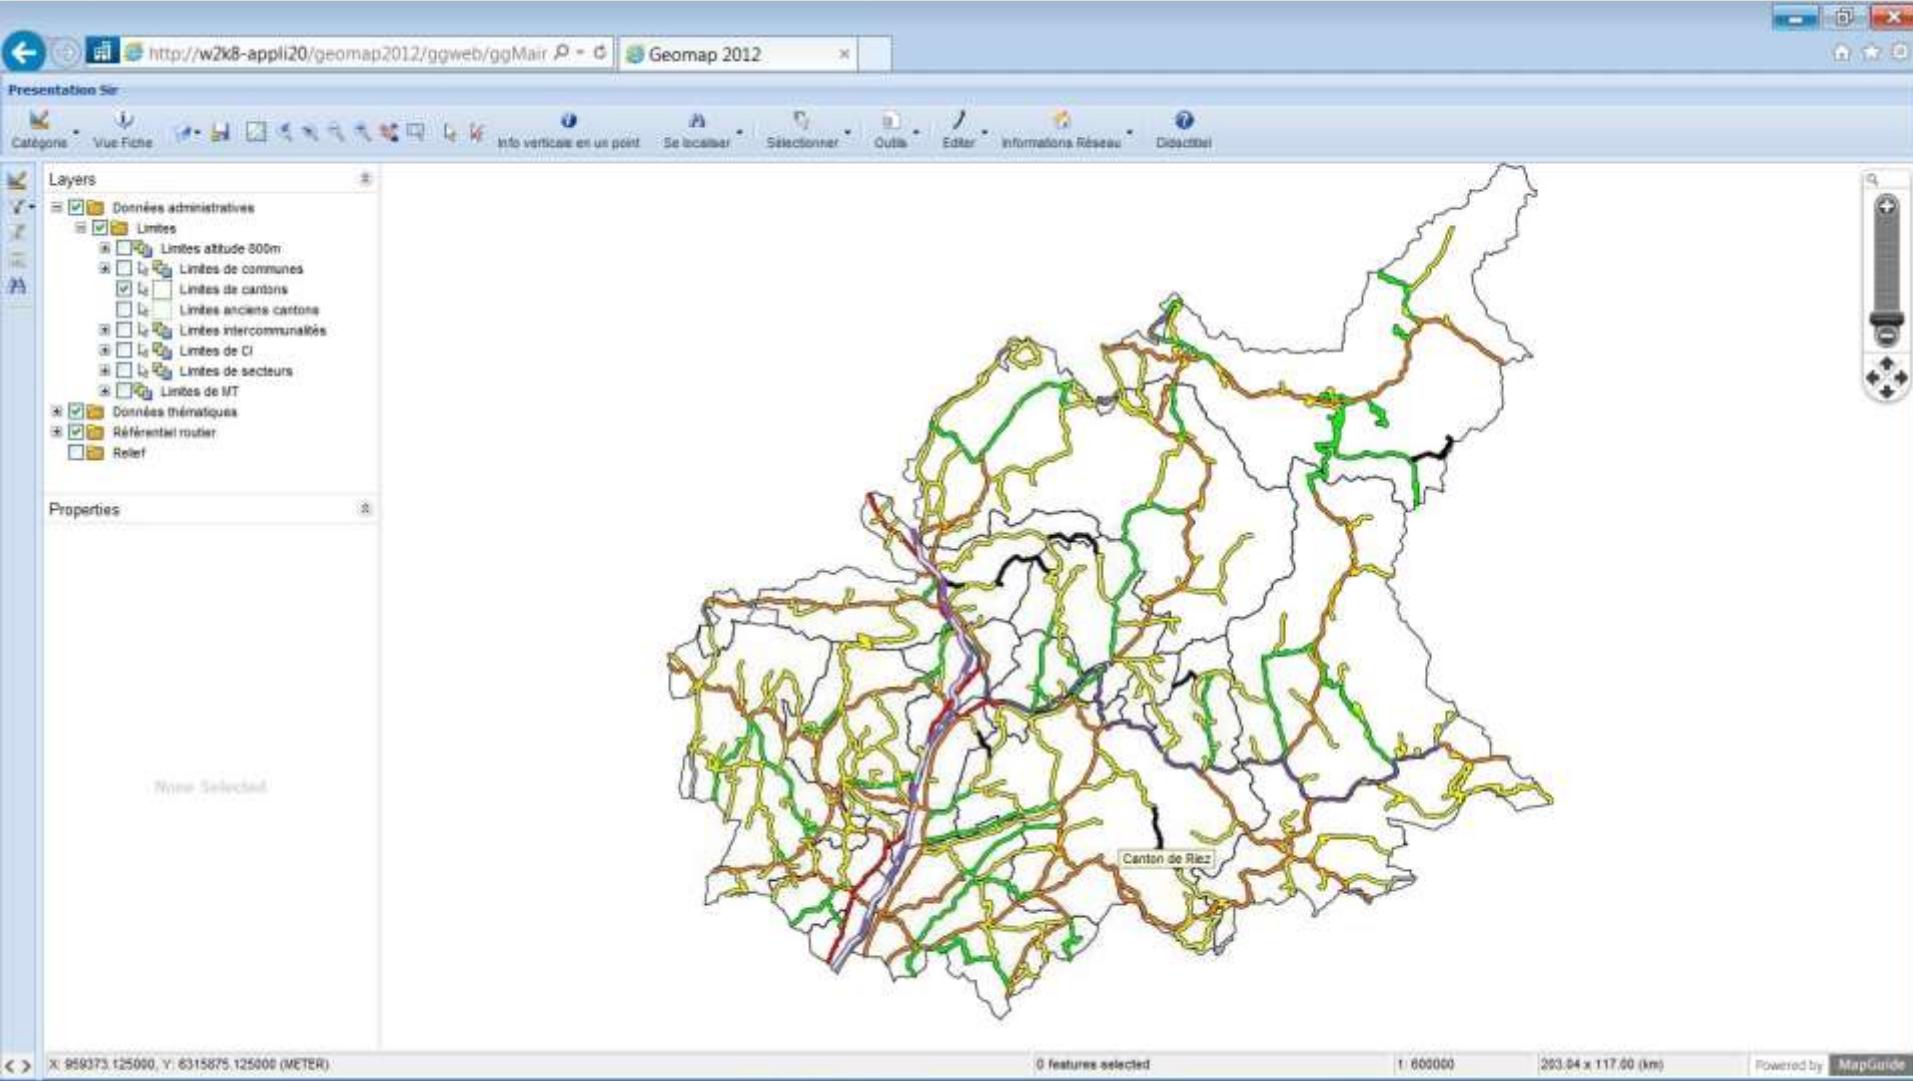 http://w2k8-appli20/geomap2012/ggweb/ggMair
Geomap 2012
Presentation Sir
Catégorie
Vue Fiche
Info verticale en un point
Se localiser
Sélectionner
Outils
Editer
Informations Réseau
Didactitiel
Layers
Données administratives
Limites
Limites altitude 800m
Limites de communes
Limites de cantons
Limites anciens cantons
Limites intercommunalités
Limites de CI
Limites de secteurs
Limites de MT
Données thématiques
Référentiel routier
Relief
Properties
None Selected
Canton de Riez
X: 959373.125000, Y: 6315875.125000 (METER)
0 features selected
1: 600000
203.04 x 117.00 (km)
Powered by MapGuide